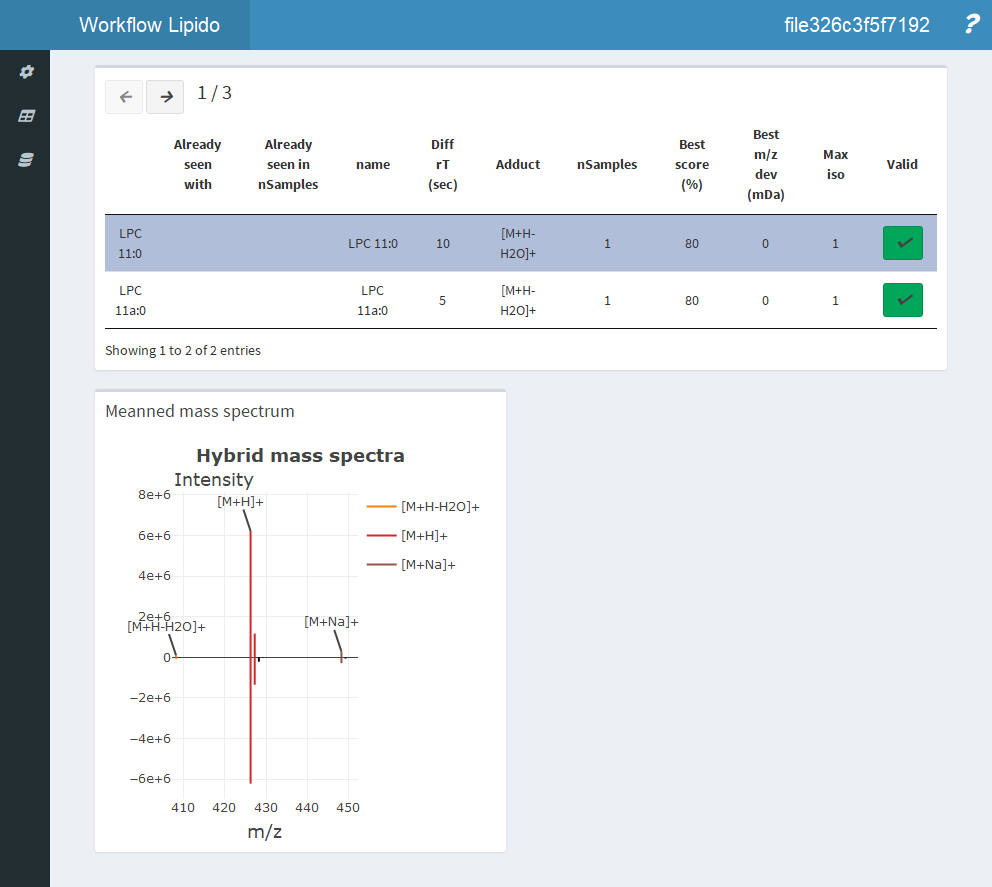 Workflow Lipido
file326c3f5f7192
?
1 / 3
Already seen with
Already seen in nSamples
name
Diff rT (sec)
Adduct
nSamples
Best score (%)
Best m/z dev (mDa)
Max iso
Valid
LPC 11:0
LPC 11:0
10
[M+H-H2O]+
1
80
0
1
LPC 11a:0
LPC 11a:0
5
[M+H-H2O]+
1
80
0
1
Showing 1 to 2 of 2 entries
Meanned mass spectrum
Hybrid mass spectra
Intensity
8e+6
6e+6
4e+6
2e+6
0
−2e+6
−4e+6
−6e+6
[M+H]+
[M+H-H2O]+
[M+Na]+
[M+H-H2O]+
[M+H]+
[M+Na]+
410 420 430 440 450
m/z